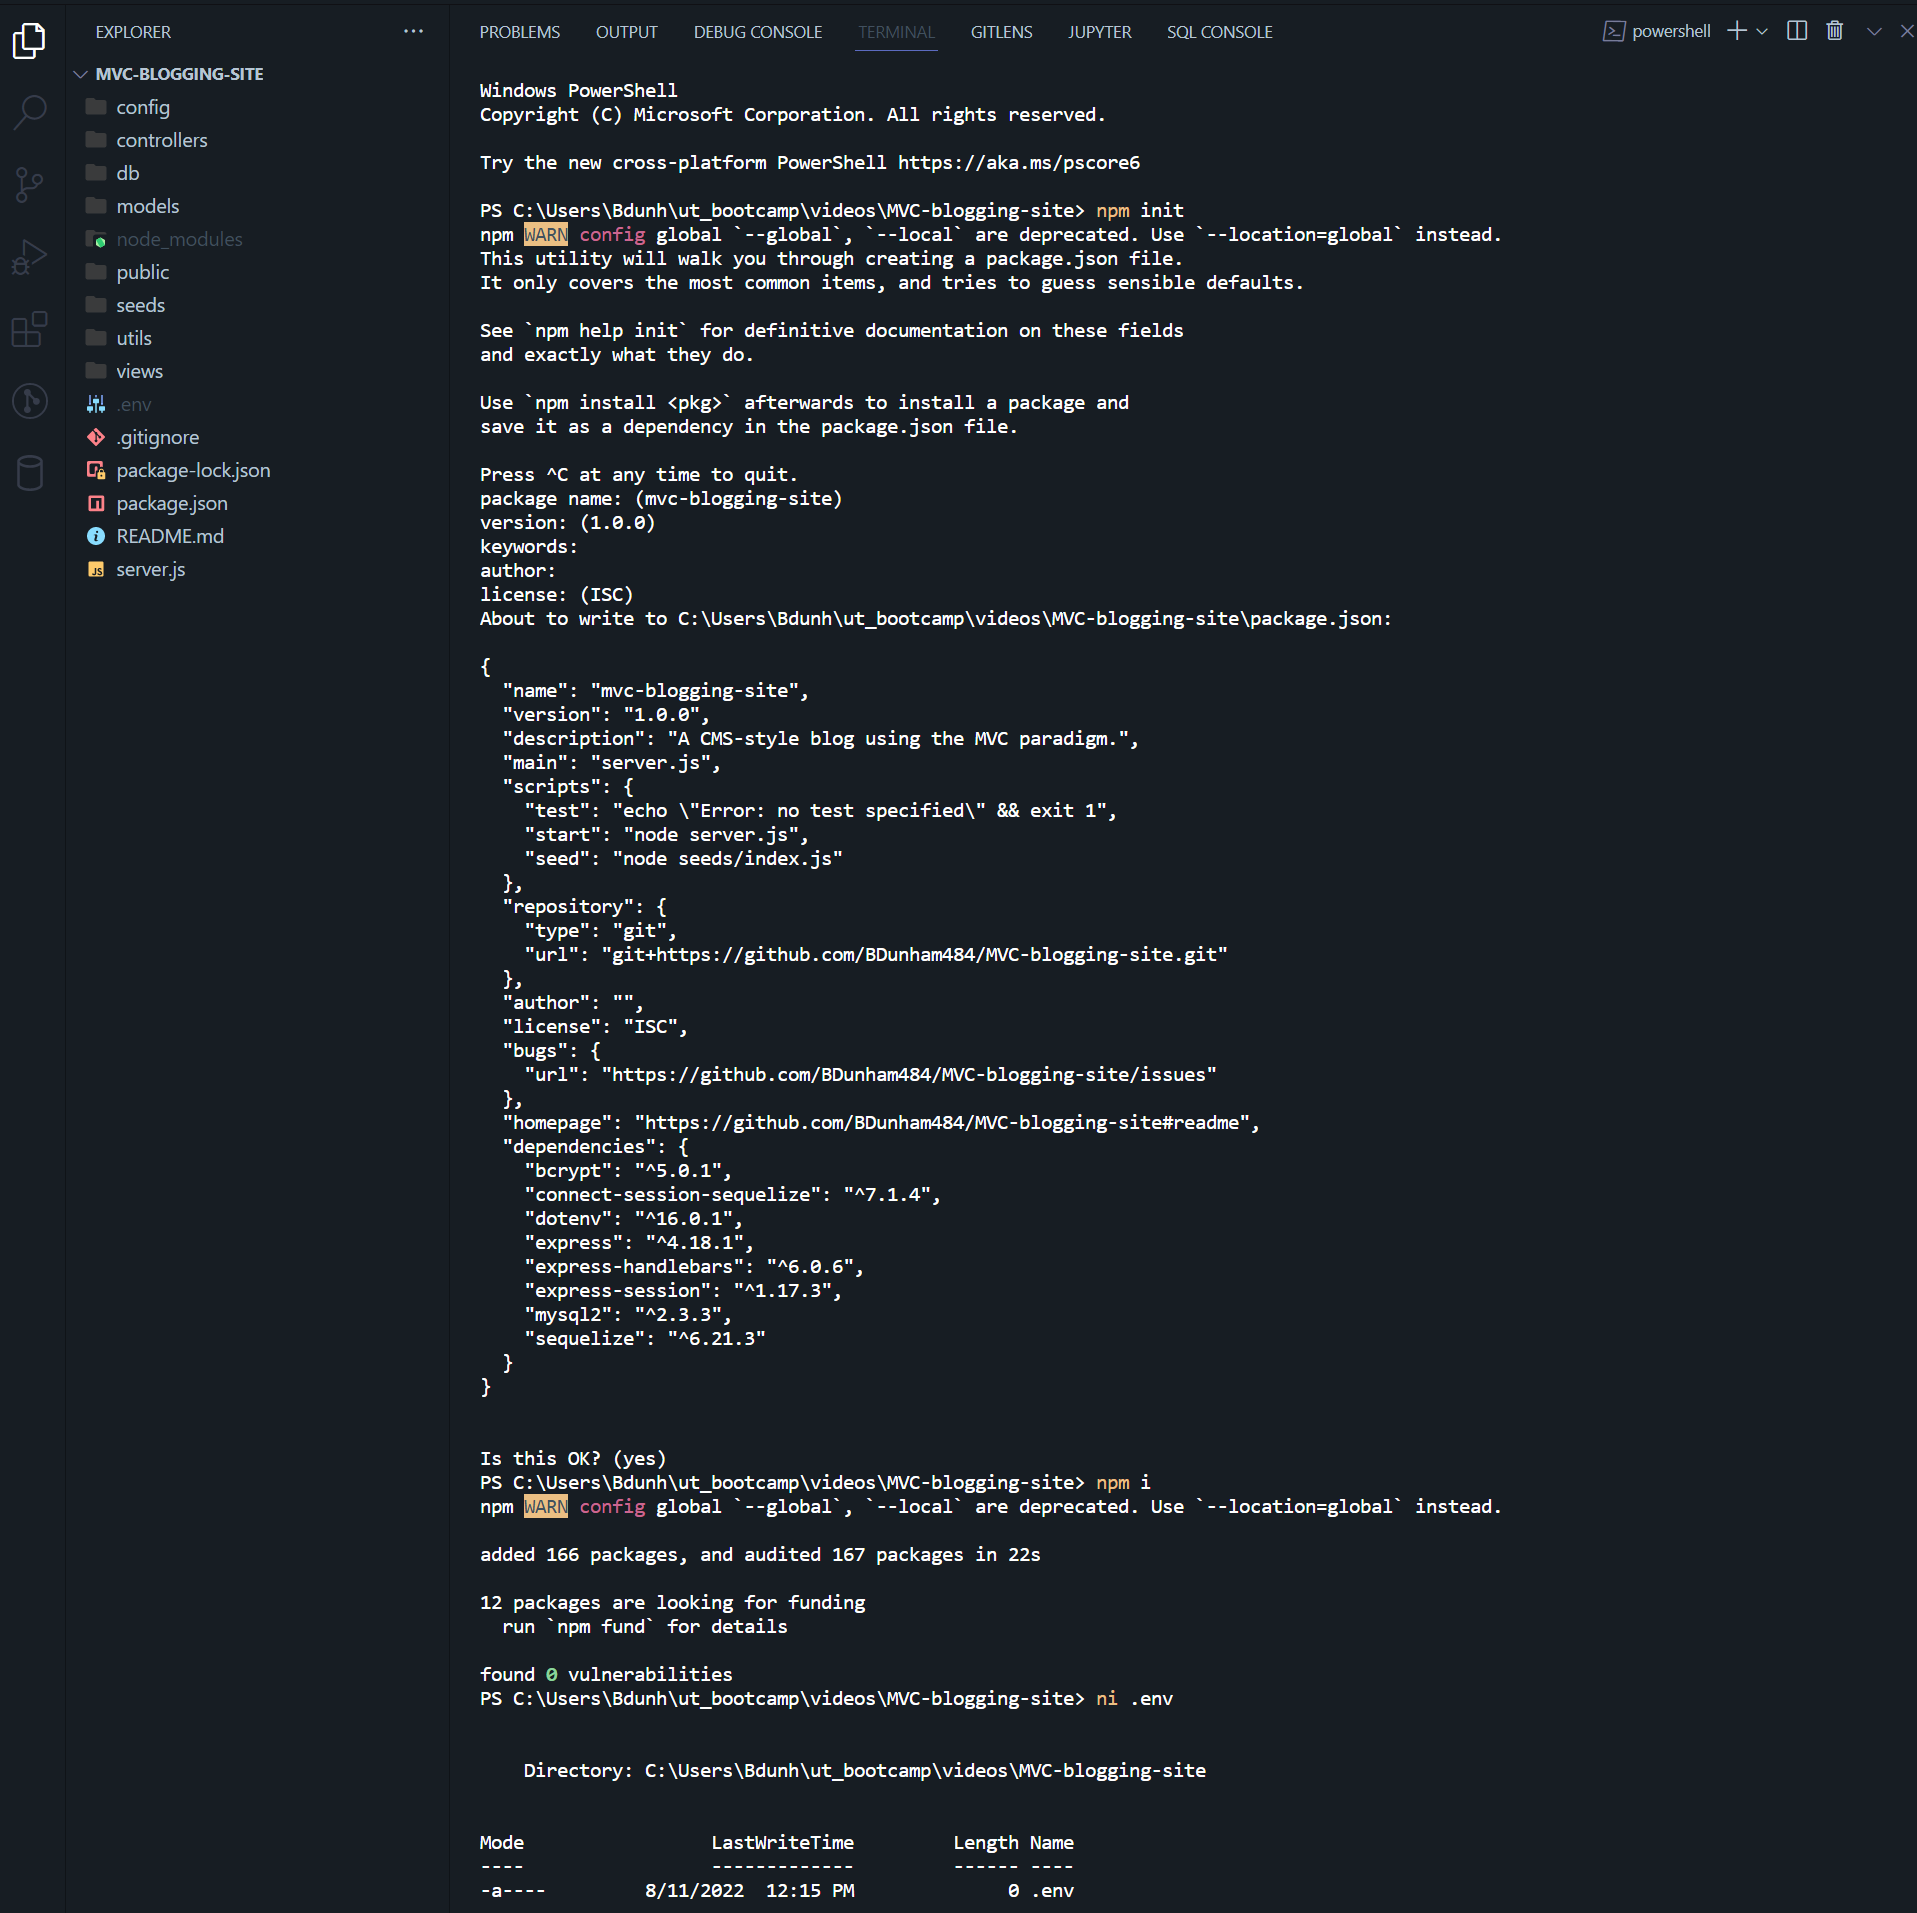 EXPLORER ···
MVC-BLOGGING-SITE
config
controllers
db
models
node_modules
public
seeds
utils
views
.env
.gitignore
package-lock.json
package.json
README.md
JS server.js
PROBLEMS OUTPUT DEBUG CONSOLE TERMINAL GITLENS JUPYTER SQL CONSOLE powershell
Windows PowerShell
Copyright (C) Microsoft Corporation. All rights reserved.
Try the new cross-platform PowerShell https://aka.ms/pscore6
PS C:\Users\Bdunh\ut_bootcamp\videos\MVC-blogging-site> npm init
npm WARN config global `--global`, `--local` are deprecated. Use `--location=global` instead.
This utility will walk you through creating a package.json file.
It only covers the most common items, and tries to guess sensible defaults.
See `npm help init` for definitive documentation on these fields
and exactly what they do.
Use `npm install <pkg>` afterwards to install a package and
save it as a dependency in the package.json file.
Press ^C at any time to quit.
package name: (mvc-blogging-site)
version: (1.0.0)
keywords:
author:
license: (ISC)
About to write to C:\Users\Bdunh\ut_bootcamp\videos\MVC-blogging-site\package.json:
{
  "name": "mvc-blogging-site",
  "version": "1.0.0",
  "description": "A CMS-style blog using the MVC paradigm.",
  "main": "server.js",
  "scripts": {
    "test": "echo \"Error: no test specified\" && exit 1",
    "start": "node server.js",
    "seed": "node seeds/index.js"
  },
  "repository": {
    "type": "git",
    "url": "git+https://github.com/BDunham484/MVC-blogging-site.git"
  },
  "author": "",
  "license": "ISC",
  "bugs": {
    "url": "https://github.com/BDunham484/MVC-blogging-site/issues"
  },
  "homepage": "https://github.com/BDunham484/MVC-blogging-site#readme",
  "dependencies": {
    "bcrypt": "^5.0.1",
    "connect-session-sequelize": "^7.1.4",
    "dotenv": "^16.0.1",
    "express": "^4.18.1",
    "express-handlebars": "^6.0.6",
    "express-session": "^1.17.3",
    "mysql2": "^2.3.3",
    "sequelize": "^6.21.3"
  }
}
Is this OK? (yes)
PS C:\Users\Bdunh\ut_bootcamp\videos\MVC-blogging-site> npm i
npm WARN config global `--global`, `--local` are deprecated. Use `--location=global` instead.
added 166 packages, and audited 167 packages in 22s
12 packages are looking for funding
  run `npm fund` for details
found 0 vulnerabilities
PS C:\Users\Bdunh\ut_bootcamp\videos\MVC-blogging-site> ni .env
    Directory: C:\Users\Bdunh\ut_bootcamp\videos\MVC-blogging-site
Mode                 LastWriteTime         Length Name
----                 -------------         ------ ----
-a----         8/11/2022  12:15 PM              0 .env